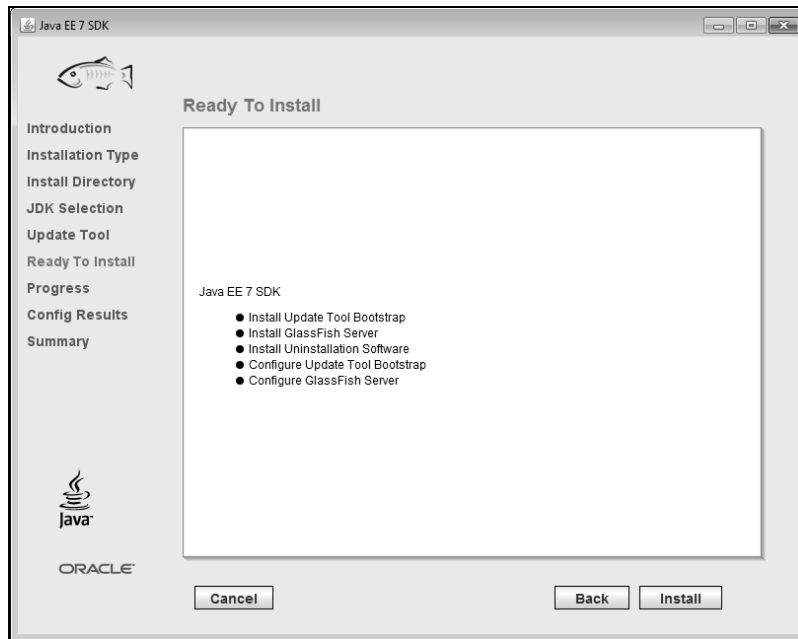 Java EE 7 SDK
Ready To Install
Introduction
Installation Type
Install Directory
JDK Selection
Update Tool
Ready To Install
Progress
Config Results
Summary
Java EE 7 SDK
● Install Update Tool Bootstrap
● Install GlassFish Server
● Install Uninstallation Software
● Configure Update Tool Bootstrap
● Configure GlassFish Server
Java
ORACLE
Cancel
Back
Install